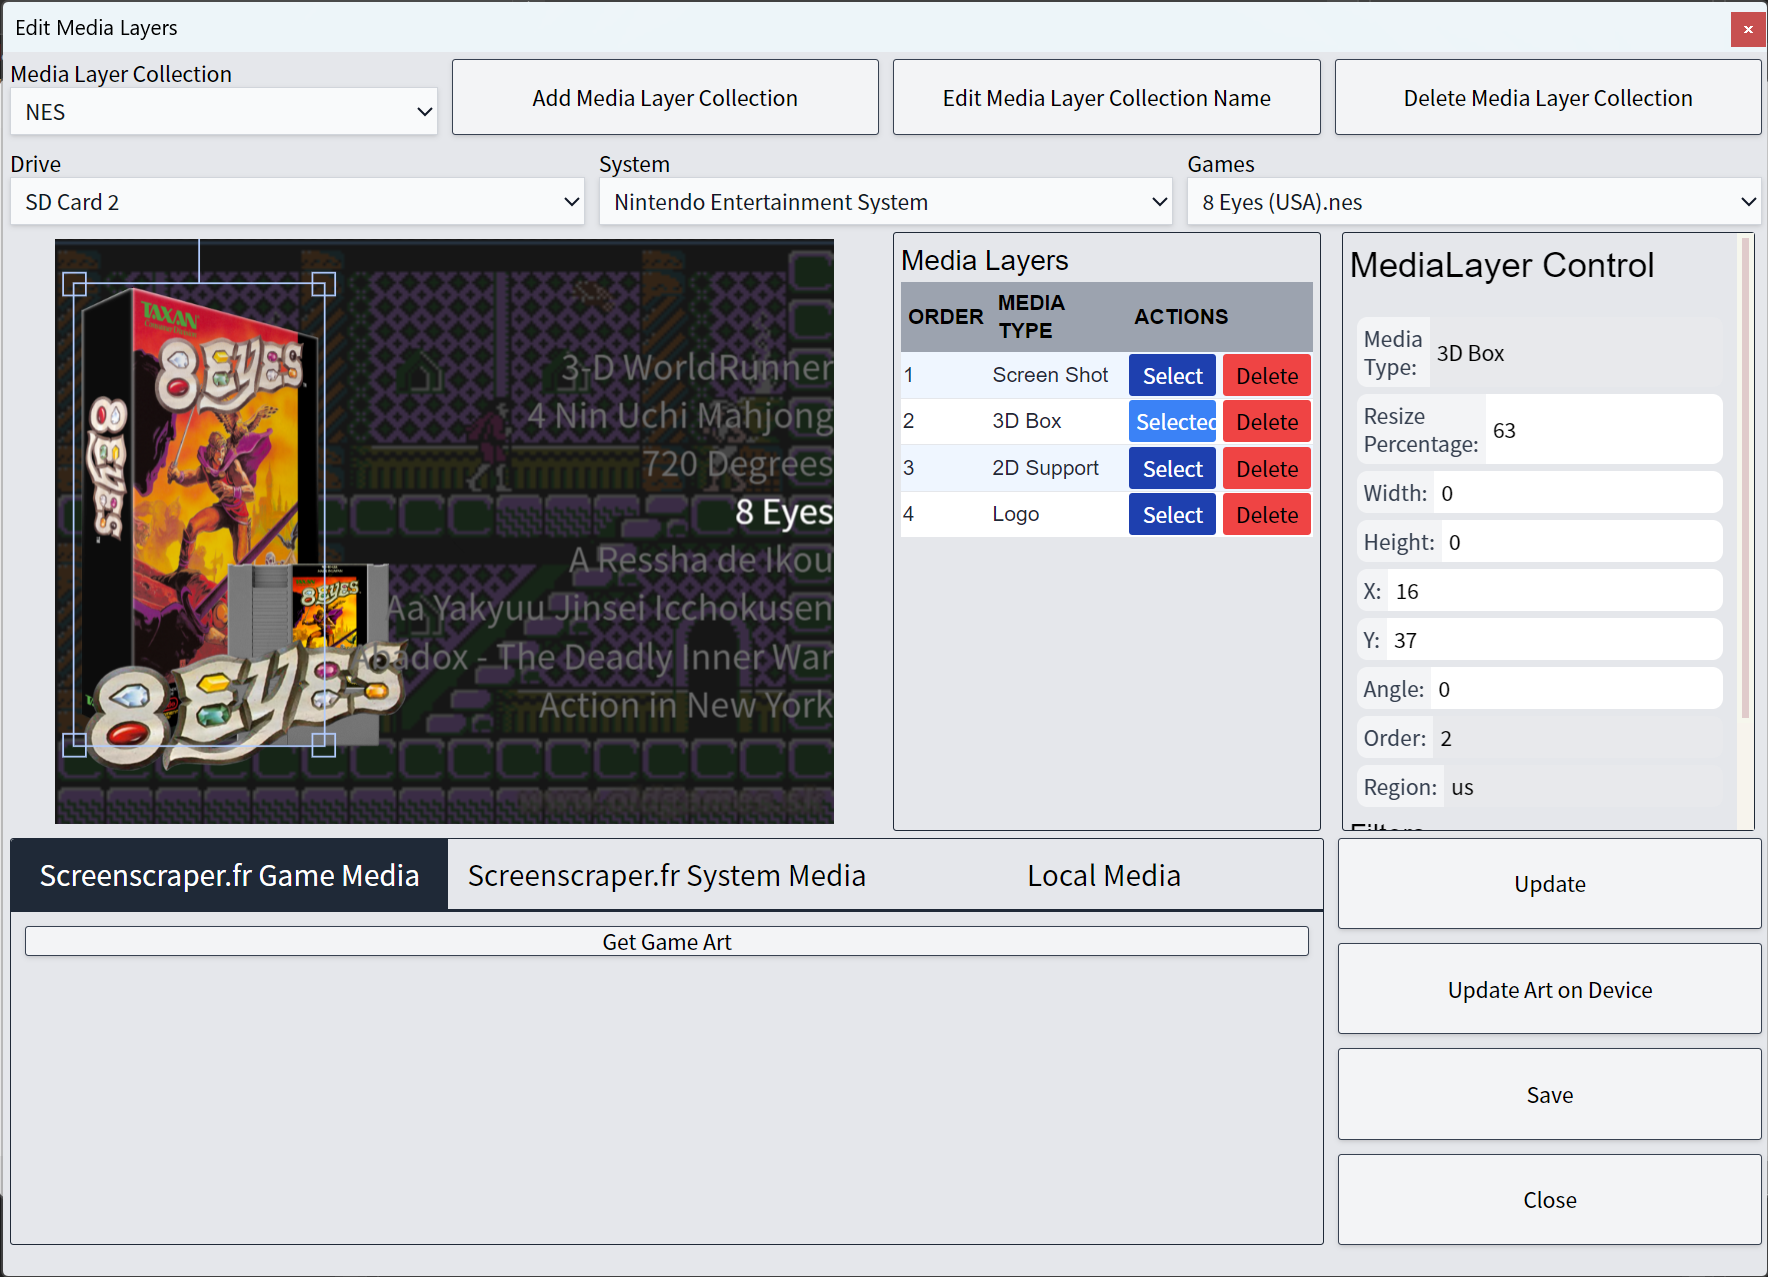 Edit Media Layers
×
Media Layer Collection
NES
Add Media Layer Collection
Edit Media Layer Collection Name
Delete Media Layer Collection
Drive
SD Card 2
System
Nintendo Entertainment System
Games
8 Eyes (USA).nes
TAXAN
8 EYES
8 EYES
8 EYES
8 EYES
3-D WorldRunner
4 Nin Uchi Mahjong
720 Degrees
8 Eyes
A Ressha de Ikou
Aa Yakyuu Jinsei Icchokusen
Abadox - The Deadly Inner War
Action in New York
Media Layers
ORDER MEDIA TYPE ACTIONS
1 Screen Shot Select Delete
2 3D Box Selected Delete
3 2D Support Select Delete
4 Logo Select Delete
MediaLayer Control
Media Type: 3D Box
Resize Percentage: 63
Width: 0
Height: 0
X: 16
Y: 37
Angle: 0
Order: 2
Region: us
Filters
Screenscraper.fr Game Media
Screenscraper.fr System Media
Local Media
Get Game Art
Update
Update Art on Device
Save
Close